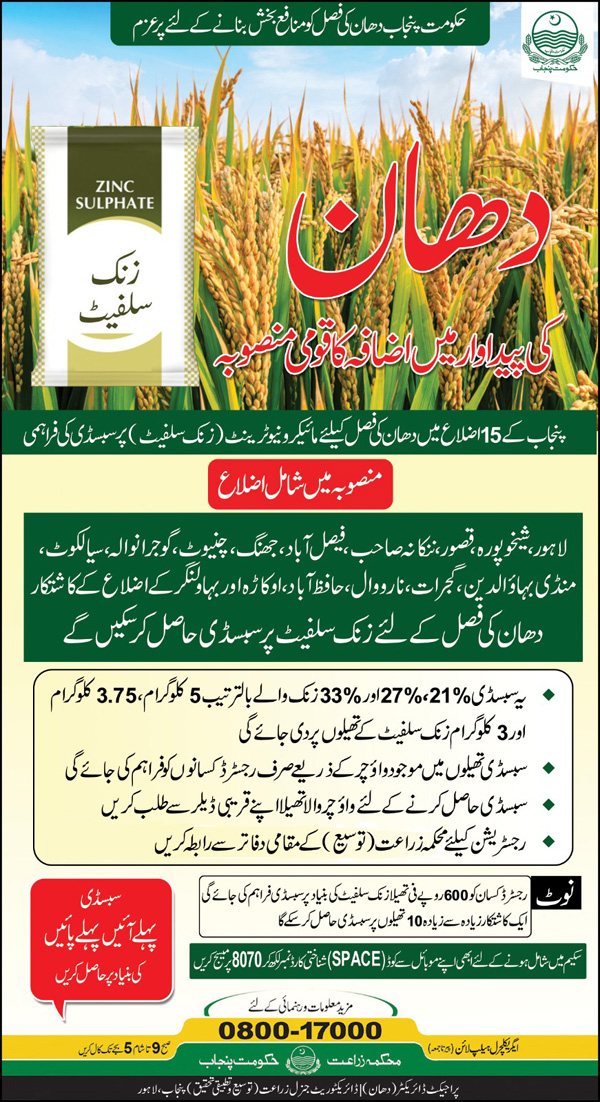 حکومت پنجاب دھان کی فصل کو منافع بخش بنانے کے لئے پرعزم
حکومت پنجاب
ZINC
SULPHATE
زنک
سلفیٹ
دھان
کی پیداوار میں اضافہ کا قومی منصوبہ
پنجاب کے 15 اضلاع میں دھان کی فصل کیلئے مائیکرو نیوٹرینٹ (زنک سلفیٹ) پر سبسڈی کی فراہمی
منصوبہ میں شامل اضلاع
لاہور، شیخوپورہ، قصور، ننکانہ صاحب، فیصل آباد، جھنگ، چنیوٹ، گوجرانوالہ، سیالکوٹ،
منڈی بہاؤالدین، گجرات، نارووال، حافظ آباد، اوکاڑہ اور بہاولنگر کے اضلاع کے کاشتکار
دھان کی فصل کے لئے زنک سلفیٹ پر سبسڈی حاصل کر سکیں گے
یہ سبسڈی 21%، 27% اور 33% زنک والے بالترتیب 5 کلوگرام، 3.75 کلوگرام
اور 3 کلوگرام زنک سلفیٹ کے تھیلوں پر دی جائے گی
سبسڈی تھیلوں میں موجود واؤچر کے ذریعے صرف رجسٹرڈ کسانوں کو فراہم کی جائے گی
سبسڈی حاصل کرنے کے لئے واؤچر والا تھیلا اپنے قریبی ڈیلر سے طلب کریں
رجسٹریشن کیلئے محکمہ زراعت (توسیع) کے مقامی دفاتر سے رابطہ کریں
نوٹ
رجسٹرڈ کسان کو 600 روپے فی تھیلا زنک سلفیٹ کی بنیاد پر سبسڈی فراہم کی جائے گی
ایک کاشتکار زیادہ سے زیادہ 10 تھیلوں پر سبسڈی حاصل کر سکے گا
سبسڈی
پہلے آئیں پہلے پائیں
کی بنیاد پر حاصل کریں
سکیم میں شامل ہونے کے لئے ابھی اپنے موبائل سے کوڈ (SPACE) شناختی کارڈ نمبر لکھ کر 8070 پر میسج کریں
مزید معلومات و رہنمائی کے لئے
0800-17000
ایگریکلچرل ہیلپ لائن
صبح 9 تا شام 5 بجے تک کال کریں
محکمہ زراعت حکومت پنجاب
پراجیکٹ ڈائریکٹر (دھان) | ڈائریکٹوریٹ جنرل زراعت (توسیع و تطبیقی تحقیق) پنجاب، لاہور